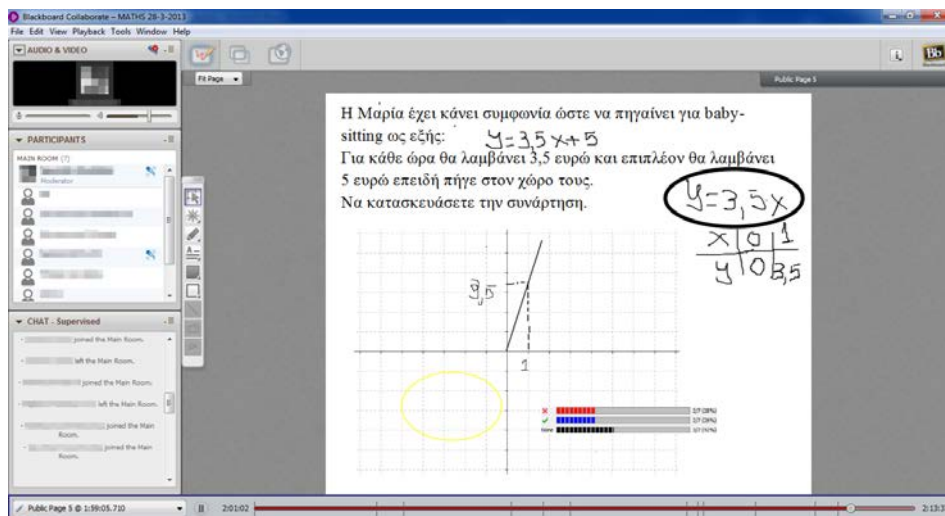 Blackboard Collaborate – MATHS 28-3-2013
File Edit View Playback Tools Window Help
AUDIO & VIDEO
Fit Page
Public Page 5
Bb
PARTICIPANTS
MAIN ROOM (7)
Moderator
CHAT - Supervised
joined the Main Room.
left the Main Room.
joined the Main Room.
left the Main Room.
joined the Main
Room.
joined the Main
Room.
Η Μαρία έχει κάνει συμφωνία ώστε να πηγαίνει για baby-
sitting ως εξής: y=3,5x+5
Για κάθε ώρα θα λαμβάνει 3,5 ευρώ και επιπλέον θα λαμβάνει
5 ευρώ επειδή πήγε στον χώρο τους.
Να κατασκευάσετε την συνάρτηση.
y=3,5x
x 0 1
y 0 3,5
3,5
1
None
Public Page 5 @ 1:59:05.710
2:01:02
2:13:3